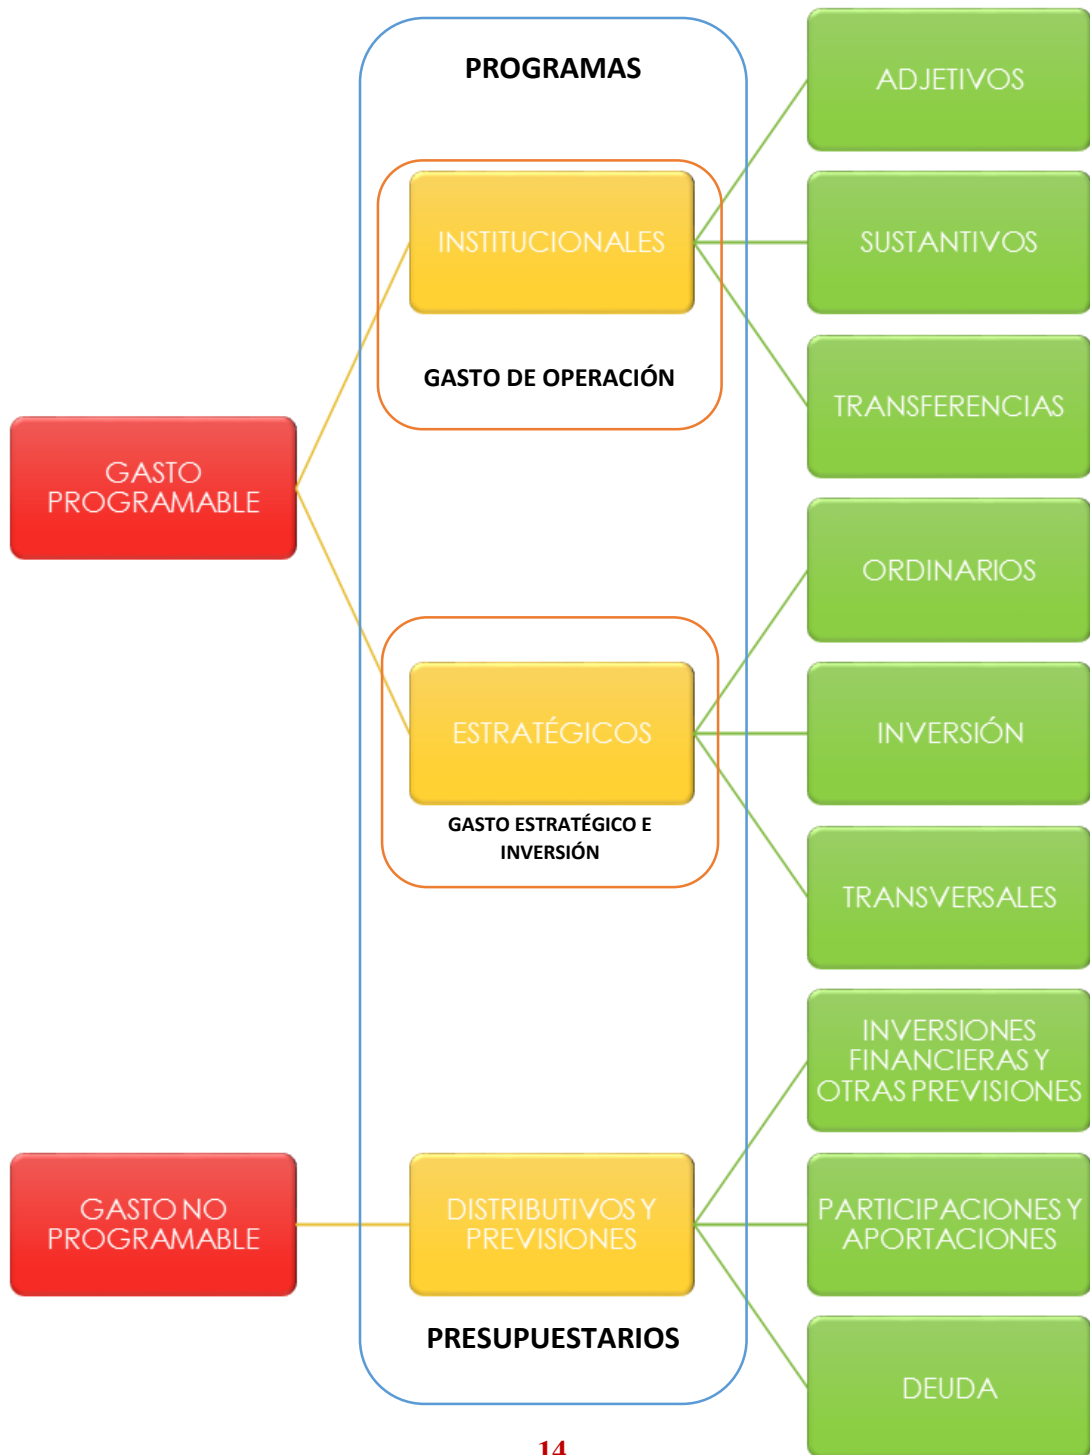 PROGRAMAS
ADJETIVOS
INSTITUCIONALES
SUSTANTIVOS
GASTO DE OPERACIÓN
TRANSFERENCIAS
GASTO
PROGRAMABLE
ORDINARIOS
ESTRATÉGICOS
INVERSIÓN
GASTO ESTRATÉGICO E
INVERSIÓN
TRANSVERSALES
INVERSIONES
FINANCIERAS Y
OTRAS PREVISIONES
GASTO NO
PROGRAMABLE
DISTRIBUTIVOS Y
PREVISIONES
PARTICIPACIONES Y
APORTACIONES
PRESUPUESTARIOS
DEUDA
14